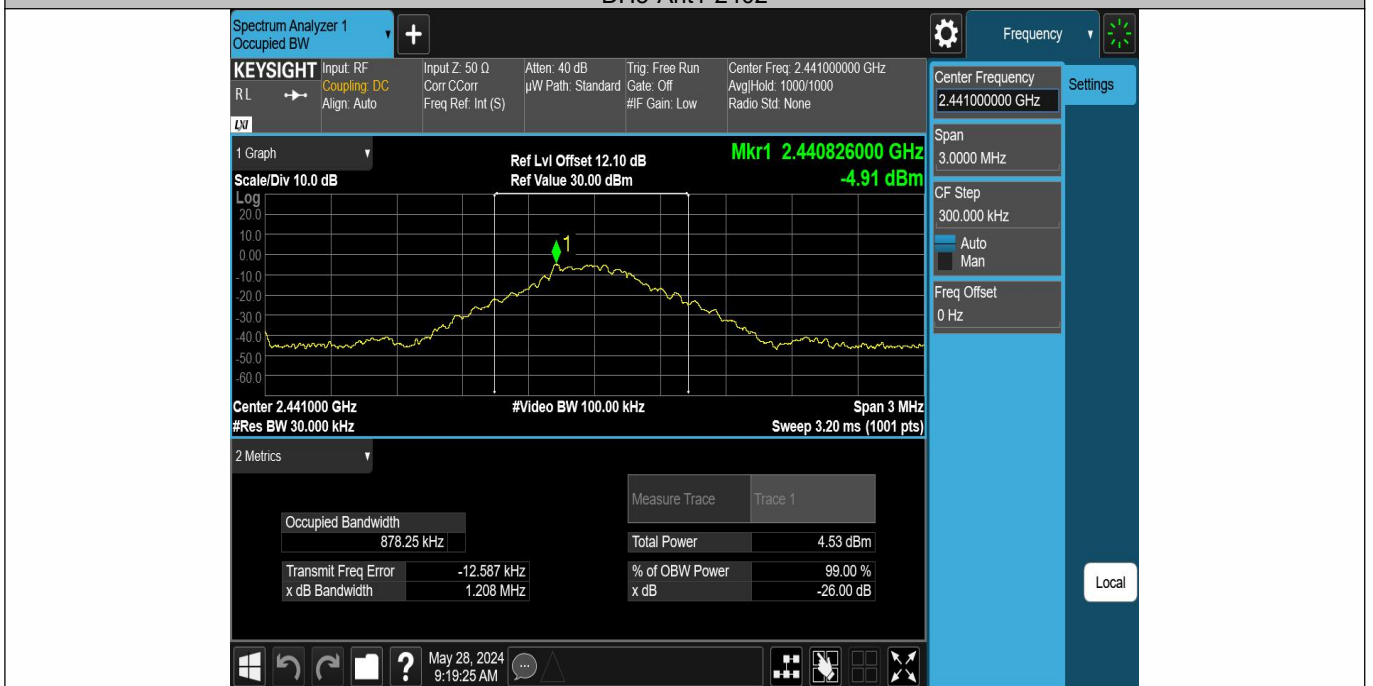 Spectrum Analyzer 1
Occupied BW
+
Frequency
KEYSIGHT
RL
LXI
Input: RF
Coupling: DC
Align: Auto
Input Z: 50 Ω
Corr CCorr
Freq Ref: Int (S)
Atten: 40 dB
µW Path: Standard
Trig: Free Run
Gate: Off
#IF Gain: Low
Center Freq: 2.441000000 GHz
Avg|Hold: 1000/1000
Radio Std: None
Center Frequency
2.441000000 GHz
Settings
Span
3.0000 MHz
CF Step
300.000 kHz
Auto
Man
Freq Offset
0 Hz
Local
1 Graph
Scale/Div 10.0 dB
Ref Lvl Offset 12.10 dB
Ref Value 30.00 dBm
Mkr1 2.440826000 GHz
-4.91 dBm
Log
20.0
10.0
0.00
-10.0
-20.0
-30.0
-40.0
-50.0
-60.0
1
Center 2.441000 GHz
#Res BW 30.000 kHz
#Video BW 100.00 kHz
Span 3 MHz
Sweep 3.20 ms (1001 pts)
2 Metrics
Measure Trace Trace 1
Occupied Bandwidth
878.25 kHz
Total Power 4.53 dBm
Transmit Freq Error -12.587 kHz
% of OBW Power 99.00 %
x dB Bandwidth 1.208 MHz
x dB -26.00 dB
?
May 28, 2024
9:19:25 AM